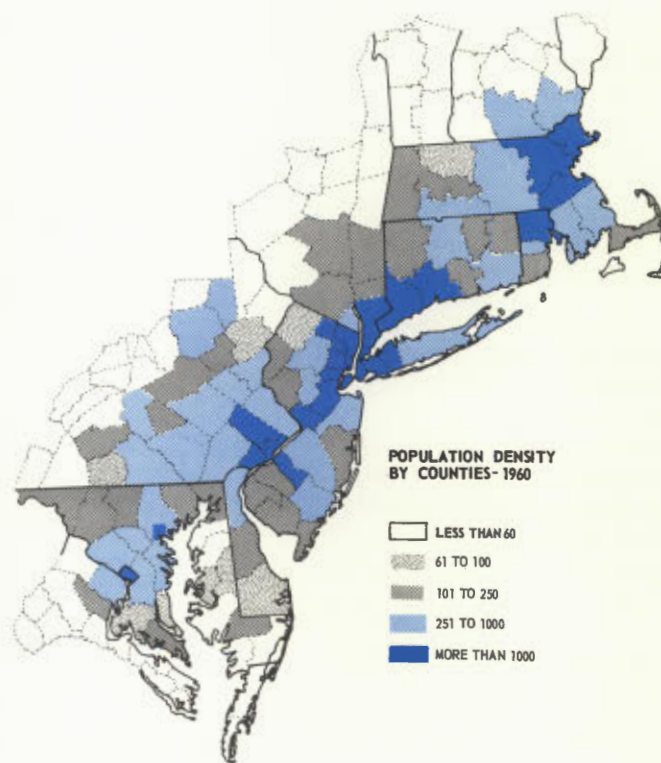 POPULATION DENSITY
BY COUNTIES - 1960
LESS THAN 60
61 TO 100
101 TO 250
251 TO 1000
MORE THAN 1000